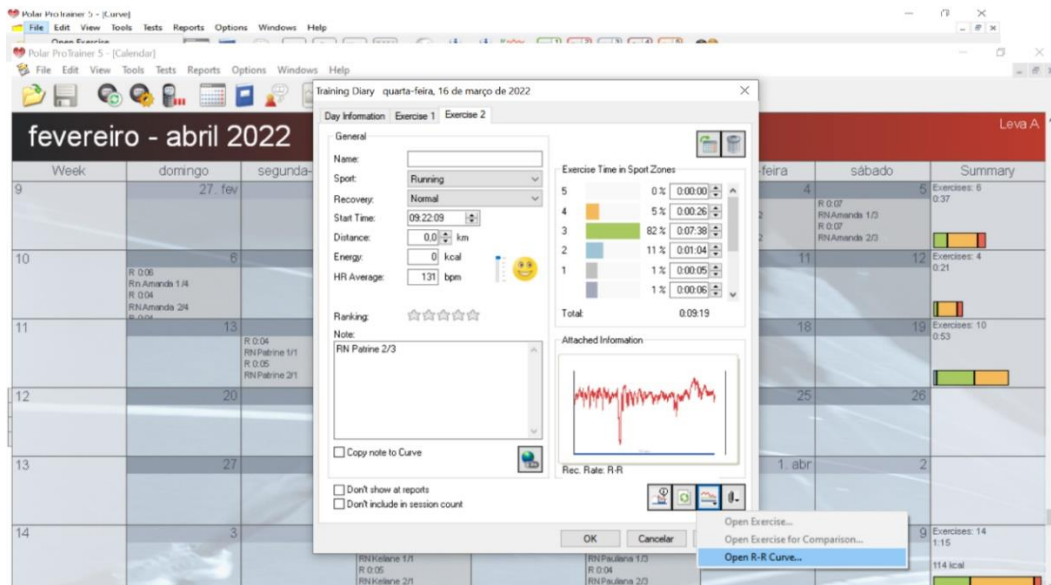 Polar ProTrainer 5 - [Curve]
File Edit View Tools Tests Reports Options Windows Help
Open Exercise
Polar ProTrainer 5 - [Calendar]
File Edit View Tools Tests Reports Options Windows Help
fevereiro - abril 2022
Leva A
Week domingo segunda- -feira sábado Summary
9 27. fev 4 5 Exercises: 6
0:37
R 0:07
RNAmanda 1/3
R 0:07
RNAmanda 2/3
10 6 11 12 Exercises: 4
0:21
R 0:06
Rn Amanda 1/4
R 0:04
RNAmanda 2/4
R 0:04
11 13 18 19 Exercises: 10
0:53
R 0:04
RNPatrine 1/1
R 0:05
RNPatrine 2/1
12 20 25 26
13 27 1. abr 2
14 3 9 Exercises: 14
1:15
114 kcal
RNKeliane 1/1
R 0:05
RNKeliane 2/1
RNPauliana 1/3
R 0:04
RNPauliana 2/3
Training Diary quarta-feira, 16 de março de 2022
Day Information Exercise 1 Exercise 2
General
Name:
Sport: Running
Recovery: Normal
Start Time: 09:22:09
Distance: 0,0 km
Energy: 0 kcal
HR Average: 131 bpm
Ranking:
Note:
RN Patrine 2/3
Copy note to Curve
Don't show at reports
Don't include in session count
Exercise Time in Sport Zones
5 0 % 0:00:00
4 5 % 0:00:26
3 82 % 0:07:38
2 11 % 0:01:04
1 1 % 0:00:05
1 % 0:00:06
Total: 0:09:19
Attached Information
Rec. Rate: R-R
OK Cancelar
Open Exercise...
Open Exercise for Comparison...
Open R-R Curve...